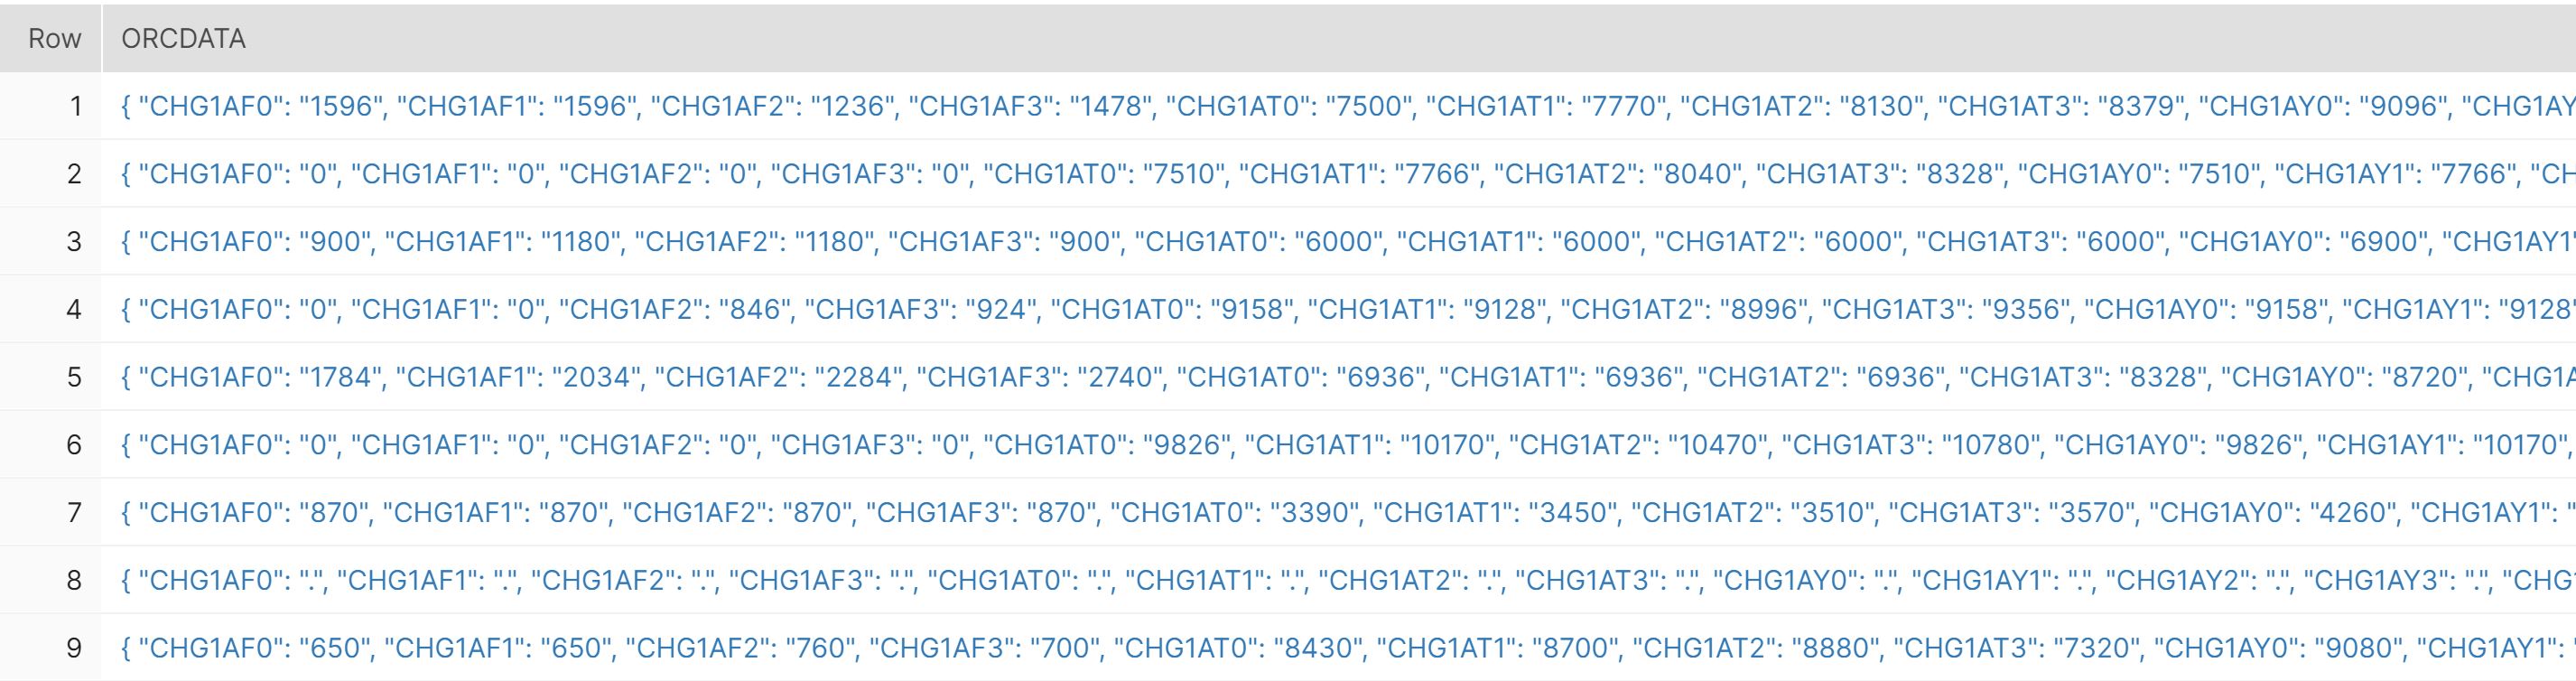 Row ORCDATA
1 { "CHG1AF0": "1596", "CHG1AF1": "1596", "CHG1AF2": "1236", "CHG1AF3": "1478", "CHG1AT0": "7500", "CHG1AT1": "7770", "CHG1AT2": "8130", "CHG1AT3": "8379", "CHG1AY0": "9096", "CHG1AY
2 { "CHG1AF0": "0", "CHG1AF1": "0", "CHG1AF2": "0", "CHG1AF3": "0", "CHG1AT0": "7510", "CHG1AT1": "7766", "CHG1AT2": "8040", "CHG1AT3": "8328", "CHG1AY0": "7510", "CHG1AY1": "7766", "CH
3 { "CHG1AF0": "900", "CHG1AF1": "1180", "CHG1AF2": "1180", "CHG1AF3": "900", "CHG1AT0": "6000", "CHG1AT1": "6000", "CHG1AT2": "6000", "CHG1AT3": "6000", "CHG1AY0": "6900", "CHG1AY1"
4 { "CHG1AF0": "0", "CHG1AF1": "0", "CHG1AF2": "846", "CHG1AF3": "924", "CHG1AT0": "9158", "CHG1AT1": "9128", "CHG1AT2": "8996", "CHG1AT3": "9356", "CHG1AY0": "9158", "CHG1AY1": "9128"
5 { "CHG1AF0": "1784", "CHG1AF1": "2034", "CHG1AF2": "2284", "CHG1AF3": "2740", "CHG1AT0": "6936", "CHG1AT1": "6936", "CHG1AT2": "6936", "CHG1AT3": "8328", "CHG1AY0": "8720", "CHG1A
6 { "CHG1AF0": "0", "CHG1AF1": "0", "CHG1AF2": "0", "CHG1AF3": "0", "CHG1AT0": "9826", "CHG1AT1": "10170", "CHG1AT2": "10470", "CHG1AT3": "10780", "CHG1AY0": "9826", "CHG1AY1": "10170",
7 { "CHG1AF0": "870", "CHG1AF1": "870", "CHG1AF2": "870", "CHG1AF3": "870", "CHG1AT0": "3390", "CHG1AT1": "3450", "CHG1AT2": "3510", "CHG1AT3": "3570", "CHG1AY0": "4260", "CHG1AY1": "
8 { "CHG1AF0": ".", "CHG1AF1": ".", "CHG1AF2": ".", "CHG1AF3": ".", "CHG1AT0": ".", "CHG1AT1": ".", "CHG1AT2": ".", "CHG1AT3": ".", "CHG1AY0": ".", "CHG1AY1": ".", "CHG1AY2": ".", "CHG1AY3": ".", "CHG
9 { "CHG1AF0": "650", "CHG1AF1": "650", "CHG1AF2": "760", "CHG1AF3": "700", "CHG1AT0": "8430", "CHG1AT1": "8700", "CHG1AT2": "8880", "CHG1AT3": "7320", "CHG1AY0": "9080", "CHG1AY1": "